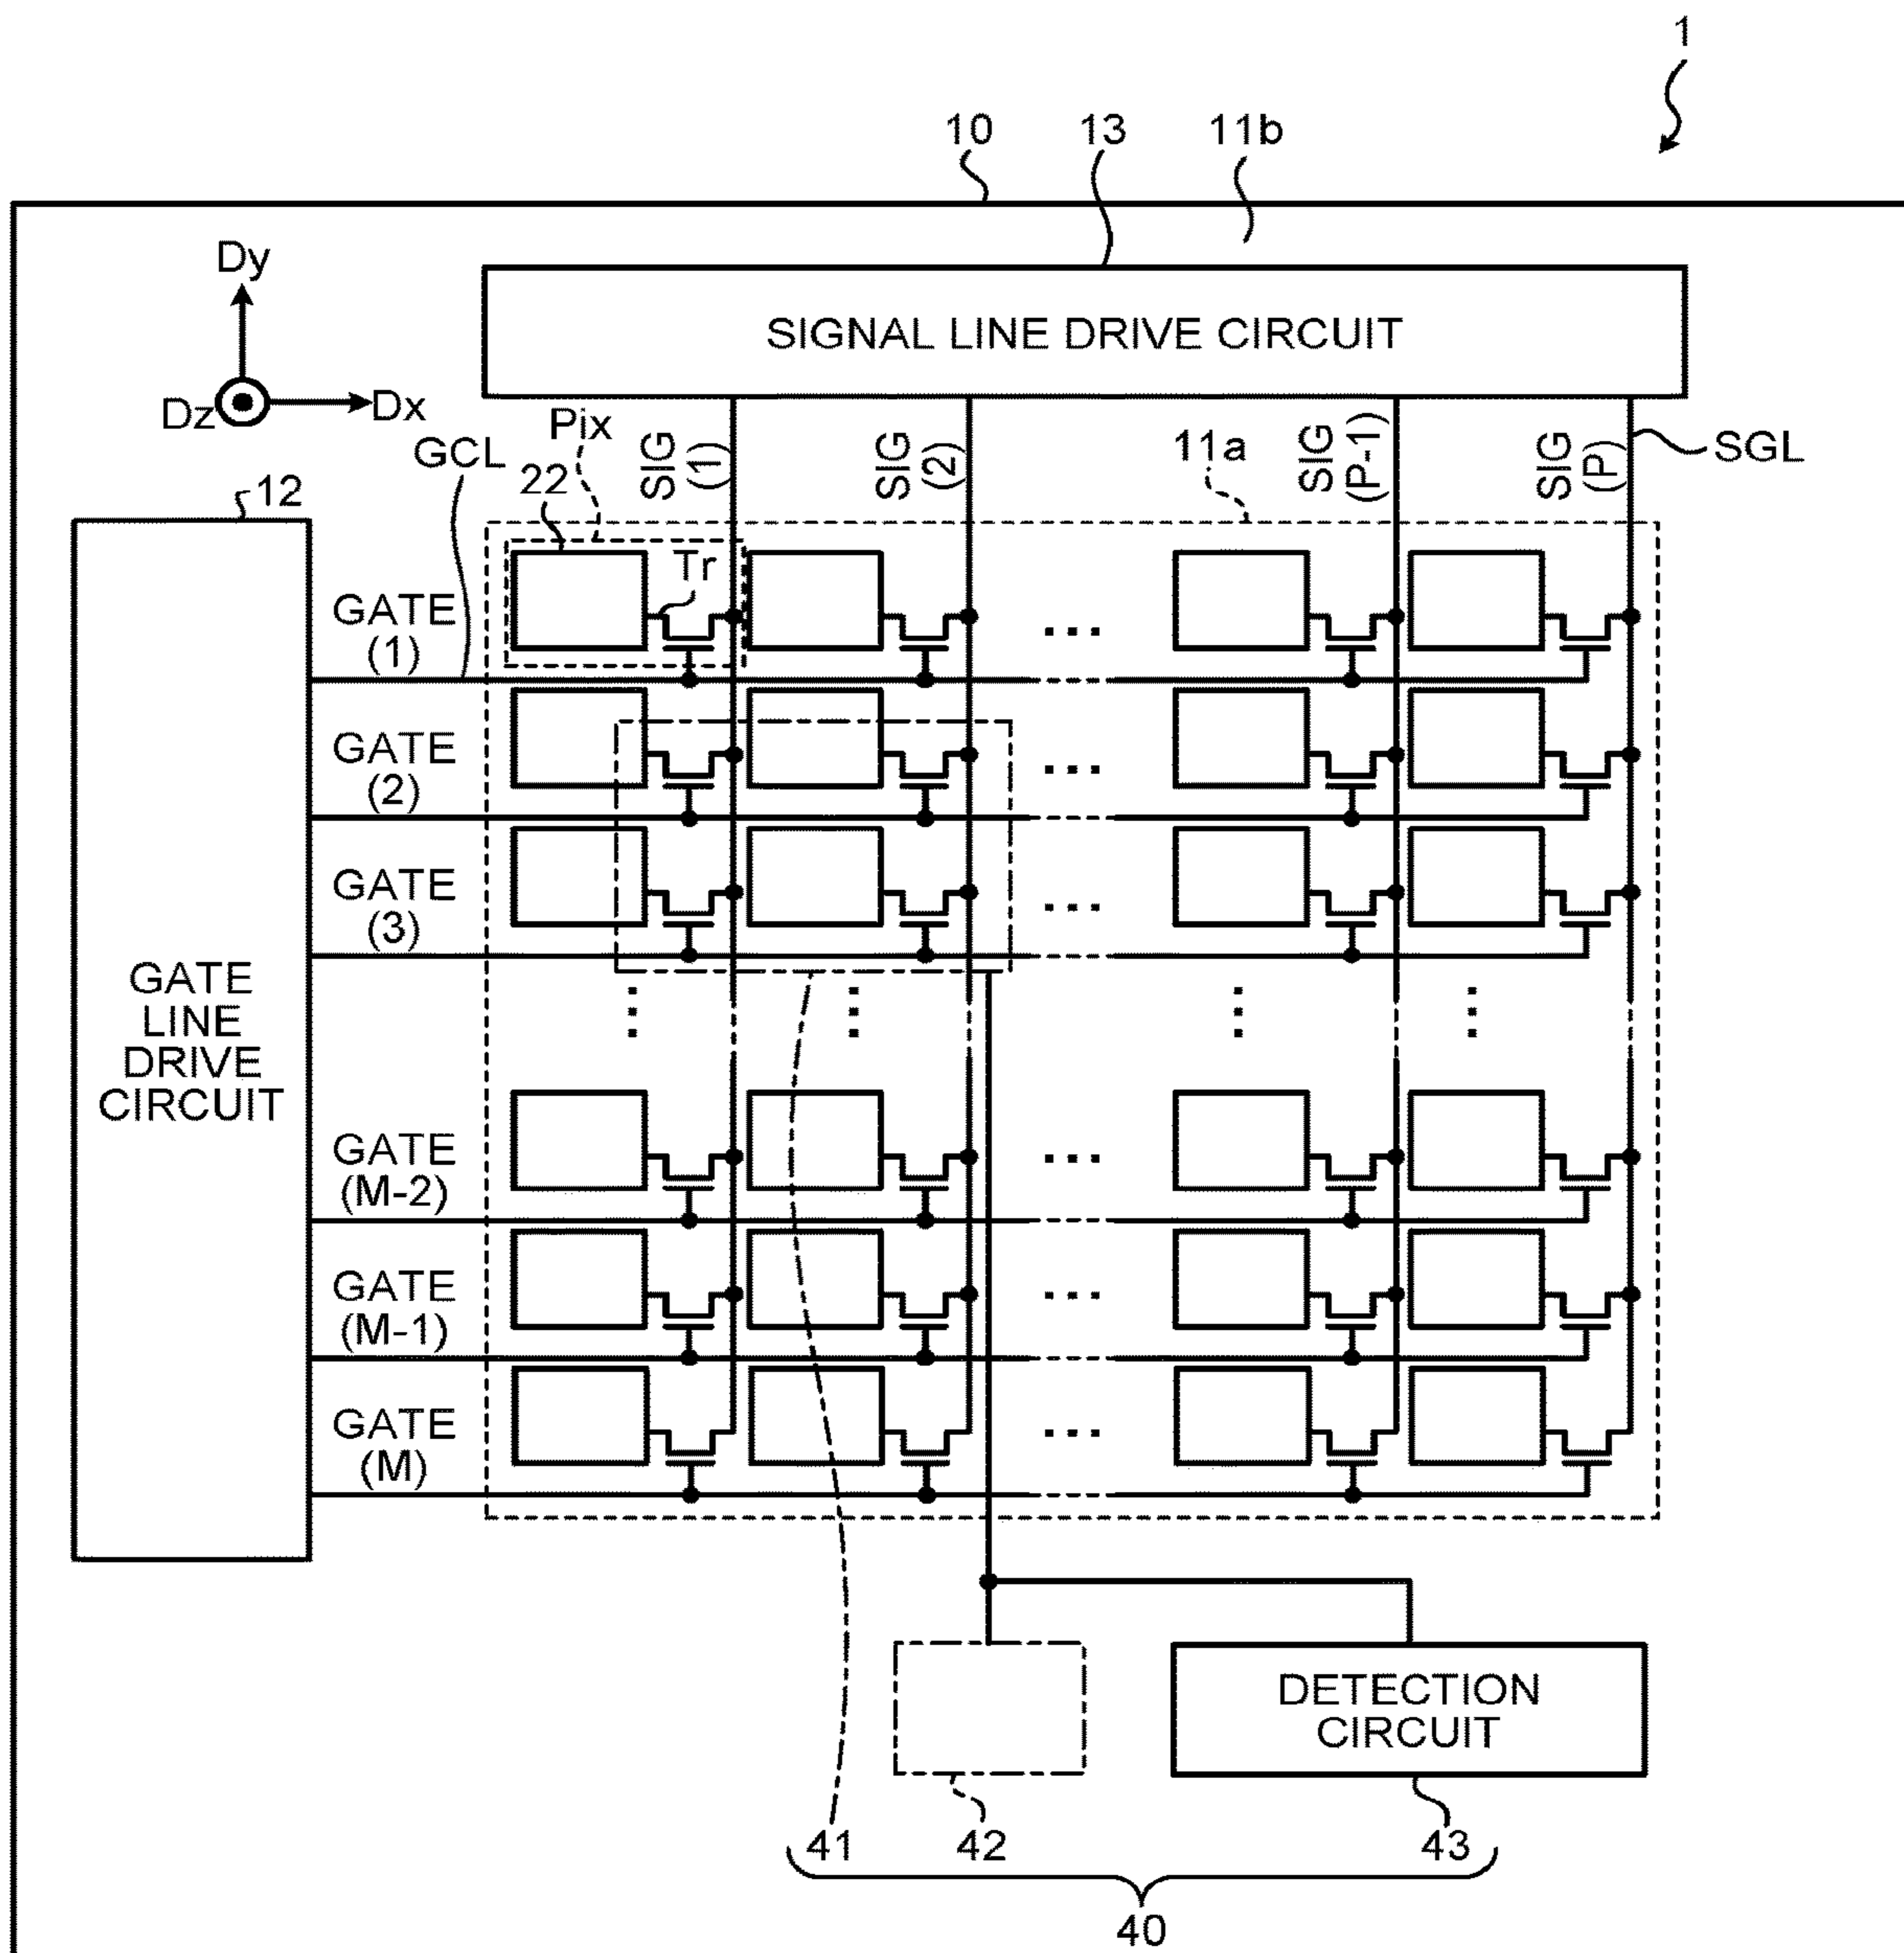 1
10
13
11b
Dy
SIGNAL LINE DRIVE CIRCUIT
Dz
Dx
Pix
GCL
22
SIG
(1)
SIG
(2)
11a
SIG
(P-1)
SIG
(P)
SGL
12
Tr
GATE
(1)
...
GATE
(2)
...
GATE
(3)
...
GATE
LINE
DRIVE
CIRCUIT
GATE
(M-2)
...
GATE
(M-1)
...
GATE
(M)
...
DETECTION
CIRCUIT
41
42
43
40